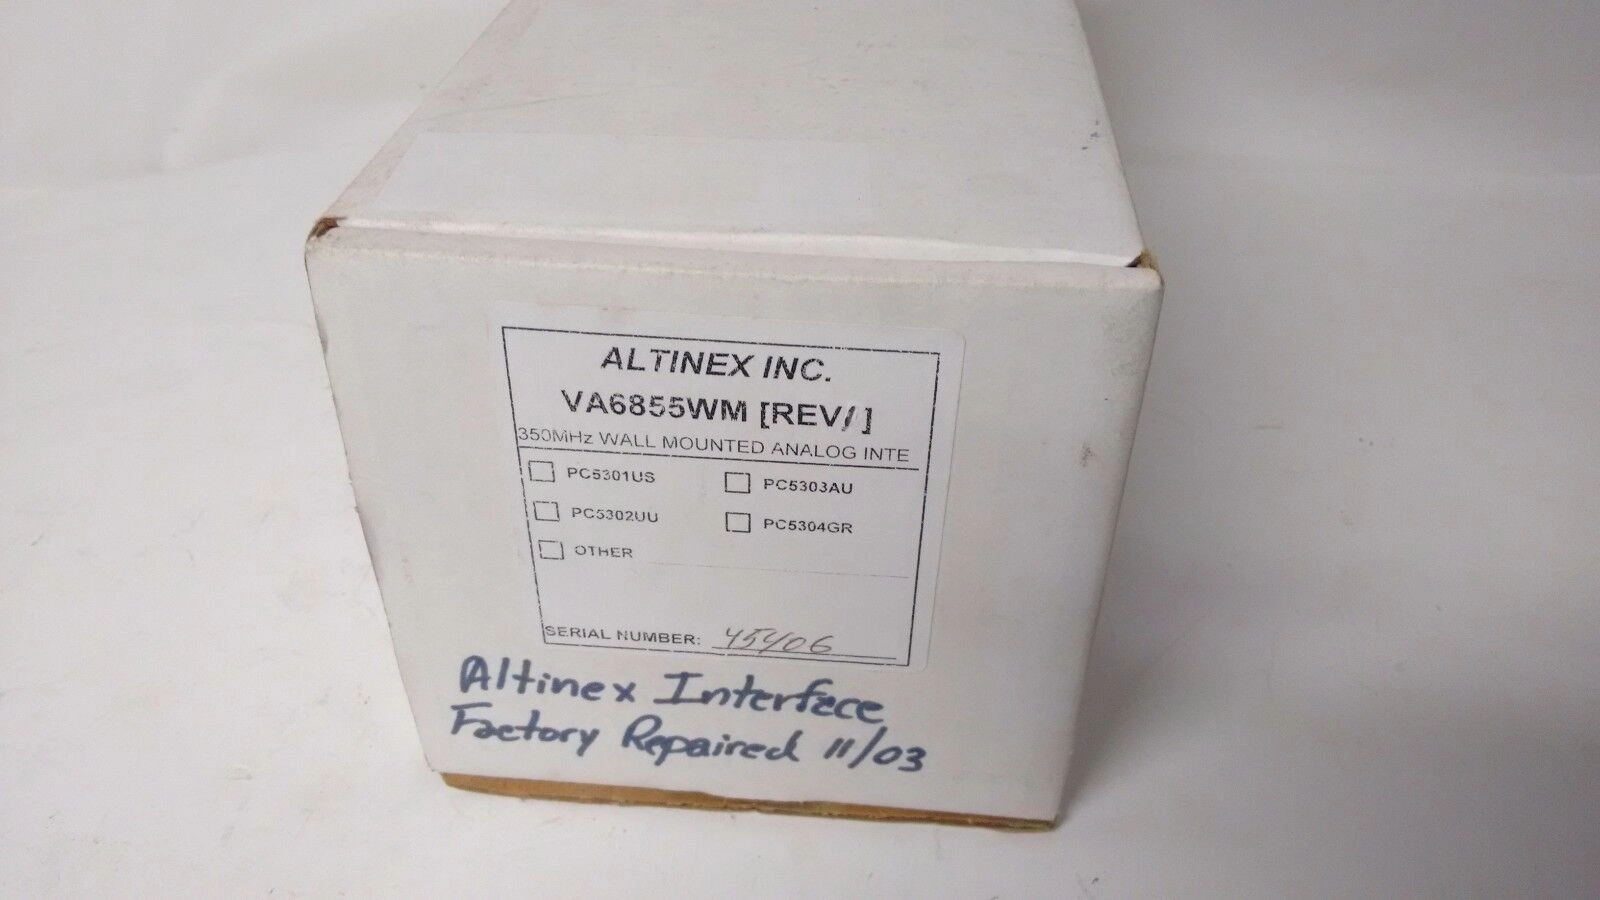 ALTINEX INC.
VA6855WM [REV/]
350MHz WALL MOUNTED ANALOG INTE
PC5301US
PC5303AU
PC5302UU
PC5304GR
OTHER
SERIAL NUMBER: 45406
Altinex Interface
Factory Repaired 11/03